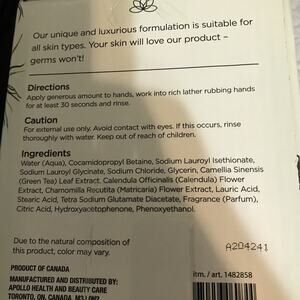 Our unique and luxurious formulation is suitable for
all skin types. Your skin will love our product –
germs won't!
Directions
Apply generous amount to hands, work into rich lather rubbing hands
for at least 30 seconds and rinse.
Caution
For external use only. Avoid contact with eyes. If this occurs, rinse
thoroughly with water. Keep out of reach of children.
Ingredients
Water (Aqua), Cocamidopropyl Betaine, Sodium Lauroyl Isethionate,
Sodium Lauroyl Glycinate, Sodium Chloride, Glycerin, Camellia Sinensis
(Green Tea) Leaf Extract, Calendula Officinalis (Calendula) Flower
Extract, Chamomilla Recutita (Matricaria) Flower Extract, Lauric Acid,
Stearic Acid, Tetra Sodium Glutamate Diacetate, Fragrance (Parfum),
Citric Acid, Hydroxyacetophenone, Phenoxyethanol.
Due to the natural composition of
this product, color may vary.
A204241
PRODUCT OF CANADA
MANUFACTURED AND DISTRIBUTED BY:
APOLLO HEALTH AND BEAUTY CARE
TORONTO, ON, CANADA,
itm. / art. 1482858